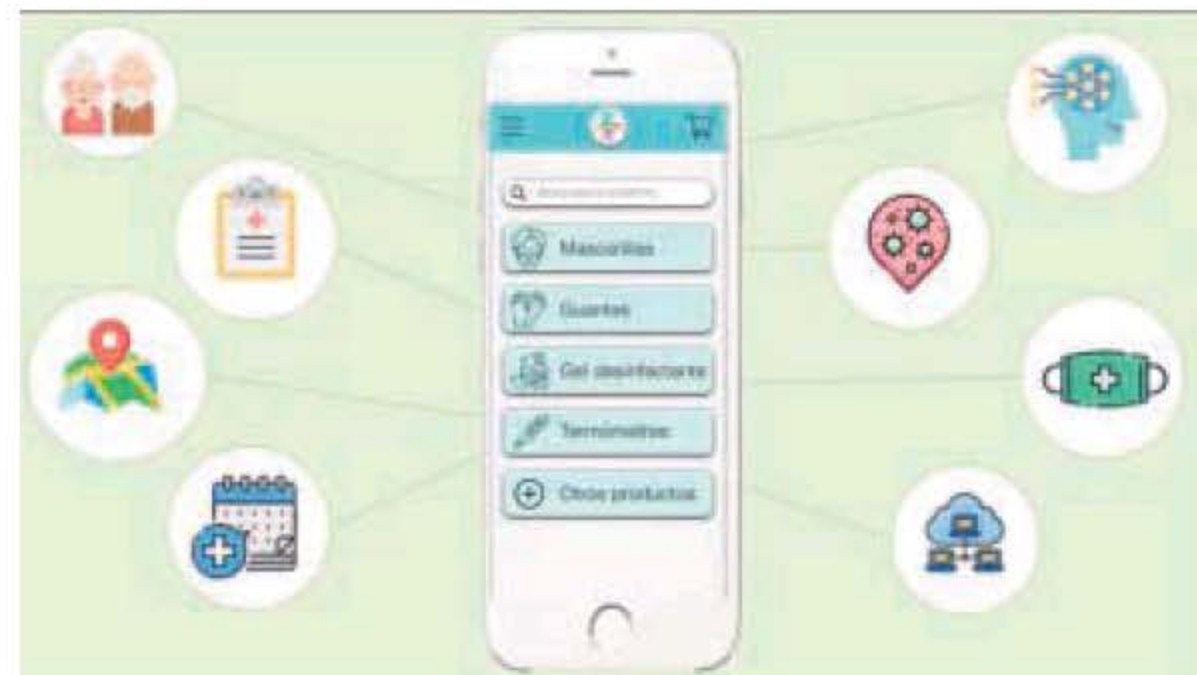 Mascarillas
Guantes
Gel desinfectante
Termómetros
Otros productos